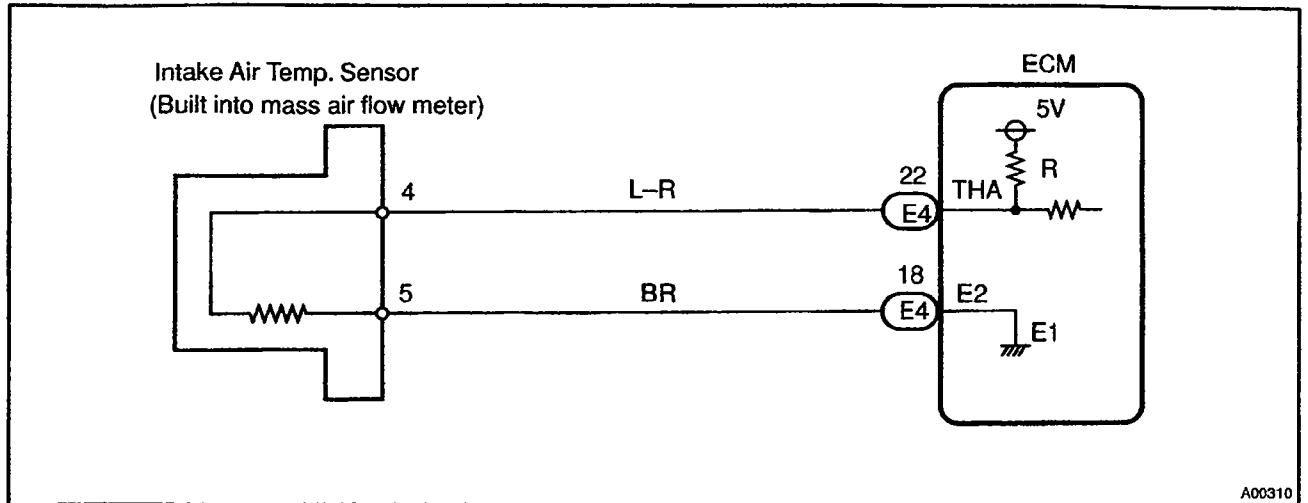 Intake Air Temp. Sensor
(Built into mass air flow meter)
ECM
5V
R
4
L–R
22
E4
THA
5
BR
18
E4
E2
E1
A00310